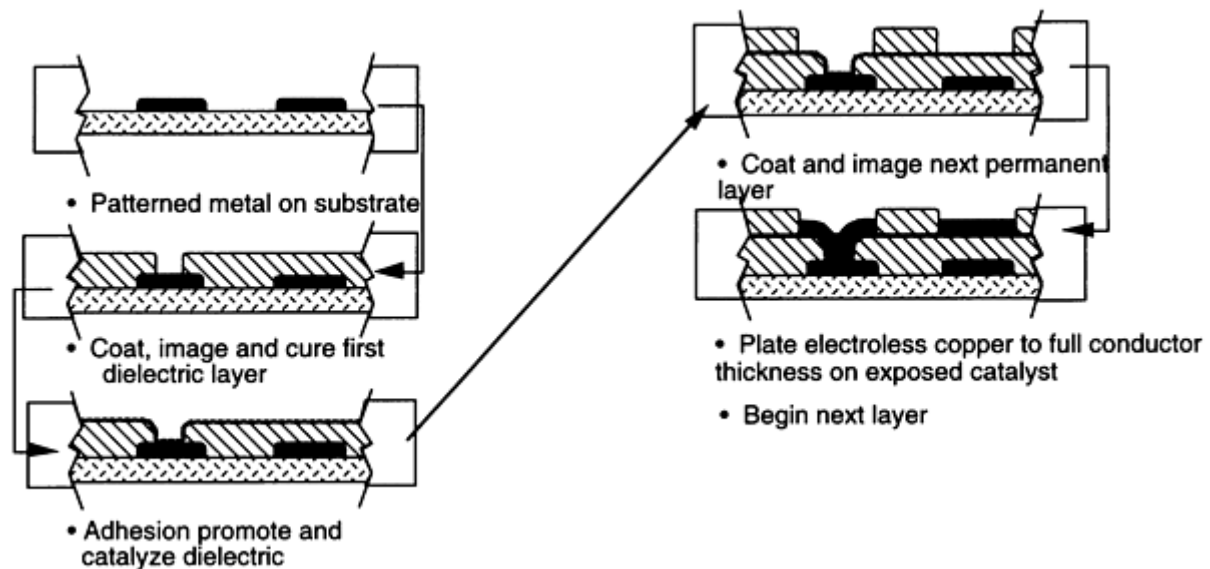 • Patterned metal on substrate
• Coat, image and cure first
dielectric layer
• Adhesion promote and
catalyze dielectric
• Coat and image next permanent
layer
• Plate electroless copper to full conductor
thickness on exposed catalyst
• Begin next layer